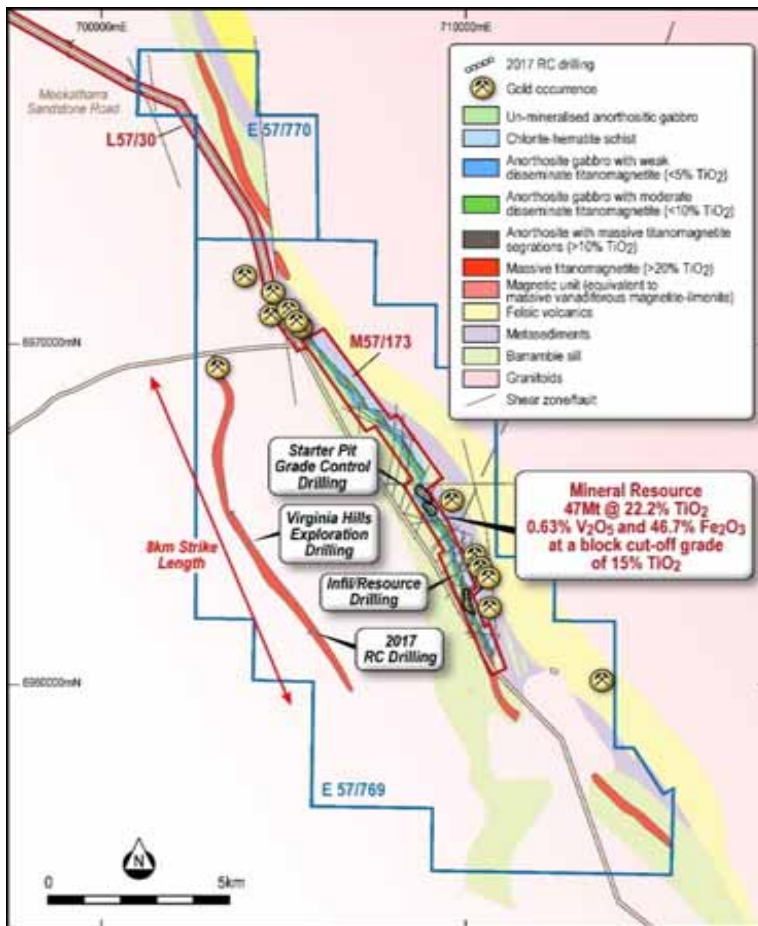 700000mE
710000mE
Meekatharra
Sandstone Road
L57/30
E 57/770
2017 RC drilling
Gold occurrence
Un-mineralised anorthositic gabbro
Chlorite-hematite schist
Anorthosite gabbro with weak
disseminate titanomagnetite (<5% TiO2)
Anorthosite gabbro with moderate
disseminate titanomagnetite (<10% TiO2)
Anorthosite with massive titanomagnetite
segrations (>10% TiO2)
Massive titanomagnetite (>20% TiO2)
Magnetic unit (equivalent to
massive vanadiferous magnetite-ilmenite)
Felsic volcanics
Metasediments
Barrambie sill
Granitoids
Shear zone/fault
6970000mN
M57/173
Starter Pit
Grade Control
Drilling
Virginia Hills
Exploration
Drilling
8km Strike
Length
Infil/Resource
Drilling
2017
RC Drilling
Mineral Resource
47Mt @ 22.2% TiO2
0.63% V2O5 and 46.7% Fe2O3
at a block cut-off grade
of 15% TiO2
6960000mN
E 57/769
N
0
5km